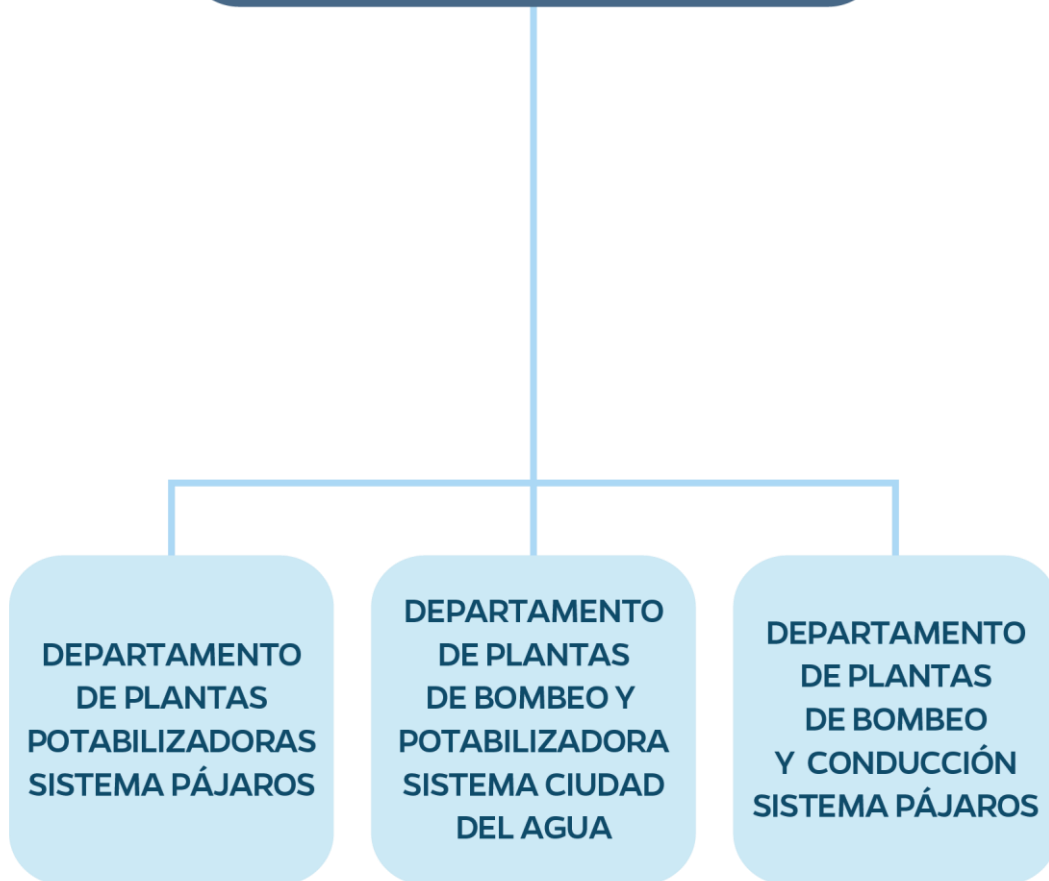 DEPARTAMENTO
DE PLANTAS
POTABILIZADORAS
SISTEMA PÁJAROS
DEPARTAMENTO
DE PLANTAS
DE BOMBEO Y
POTABILIZADORA
SISTEMA CIUDAD
DEL AGUA
DEPARTAMENTO
DE PLANTAS
DE BOMBEO
Y CONDUCCIÓN
SISTEMA PÁJAROS